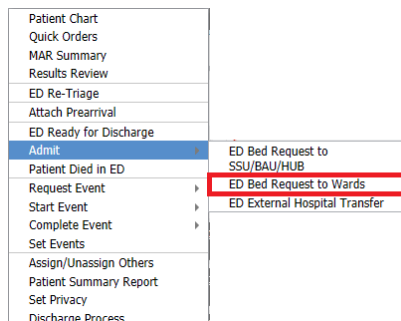 Patient Chart
Quick Orders
MAR Summary
Results Review
ED Re-Triage
Attach Prearrival
ED Ready for Discharge
Admit
Patient Died in ED
Request Event
Start Event
Complete Event
Set Events
Assign/Unassign Others
Patient Summary Report
Set Privacy
Discharge Process
ED Bed Request to
SSU/BAU/HUB
ED Bed Request to Wards
ED External Hospital Transfer